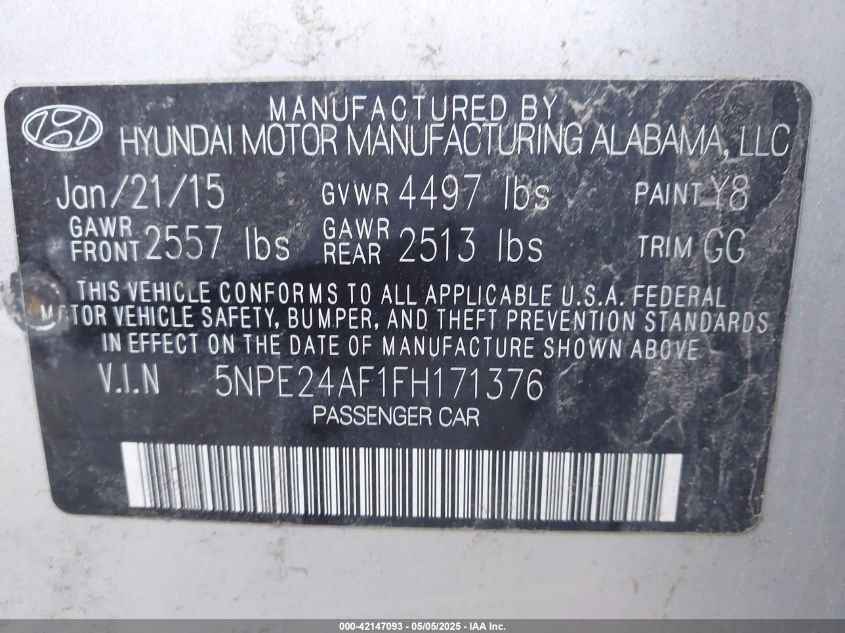 MANUFACTURED BY
HYUNDAI MOTOR MANUFACTURING ALABAMA, LLC
Jan/21/15 GVWR 4497 lbs PAINT Y8
GAWR FRONT 2557 lbs GAWR REAR 2513 lbs TRIM GG
THIS VEHICLE CONFORMS TO ALL APPLICABLE U.S.A. FEDERAL
MOTOR VEHICLE SAFETY, BUMPER, AND THEFT PREVENTION STANDARDS
IN EFFECT ON THE DATE OF MANUFACTURE SHOWN ABOVE
V.I.N 5NPE24AF1FH171376
PASSENGER CAR
000-42147093 - 05/05/2025 - IAA Inc.